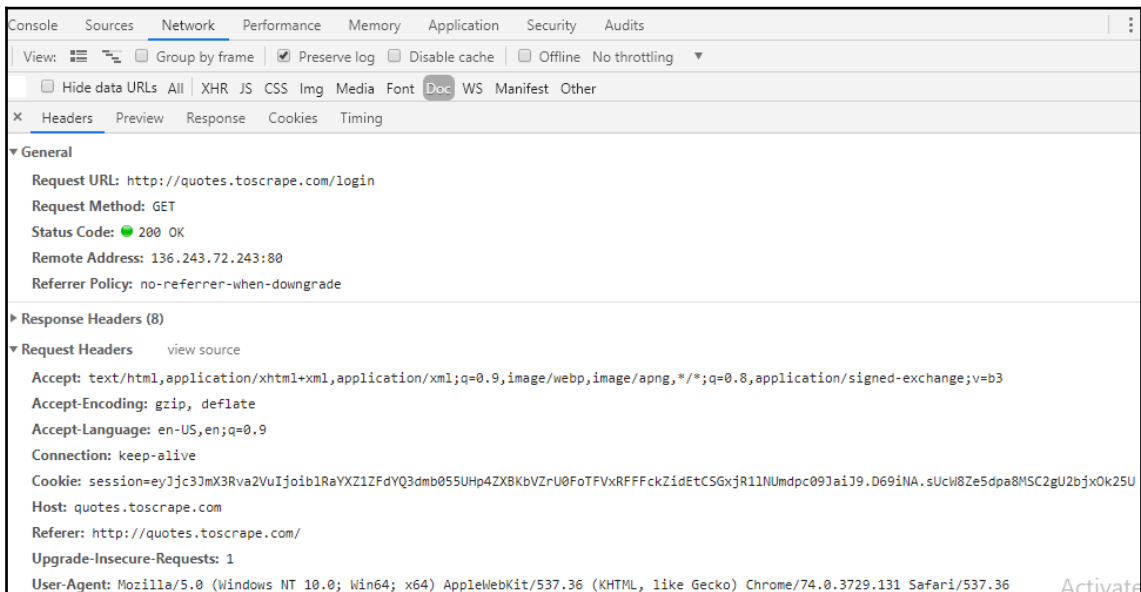 Console Sources Network Performance Memory Application Security Audits
View: Group by frame Preserve log Disable cache Offline No throttling
Hide data URLs All XHR JS CSS Img Media Font Doc WS Manifest Other
× Headers Preview Response Cookies Timing
General
Request URL: http://quotes.toscrape.com/login
Request Method: GET
Status Code: 200 OK
Remote Address: 136.243.72.243:80
Referrer Policy: no-referrer-when-downgrade
Response Headers (8)
Request Headers view source
Accept: text/html,application/xhtml+xml,application/xml;q=0.9,image/webp,image/apng,*/*;q=0.8,application/signed-exchange;v=b3
Accept-Encoding: gzip, deflate
Accept-Language: en-US,en;q=0.9
Connection: keep-alive
Cookie: session=eyJjc3JmX3Rva2VuIjoiblRaYXZ1ZFdYQ3dmb055UHp4ZXBKbVZrU0FoTFVxRFFFckZidEtCSGxjR1lNUmdpc09JaiJ9.D69iNA.sUcW8Ze5dpa8MSC2gU2bjxOk25U
Host: quotes.toscrape.com
Referer: http://quotes.toscrape.com/
Upgrade-Insecure-Requests: 1
User-Agent: Mozilla/5.0 (Windows NT 10.0; Win64; x64) AppleWebKit/537.36 (KHTML, like Gecko) Chrome/74.0.3729.131 Safari/537.36
Activate